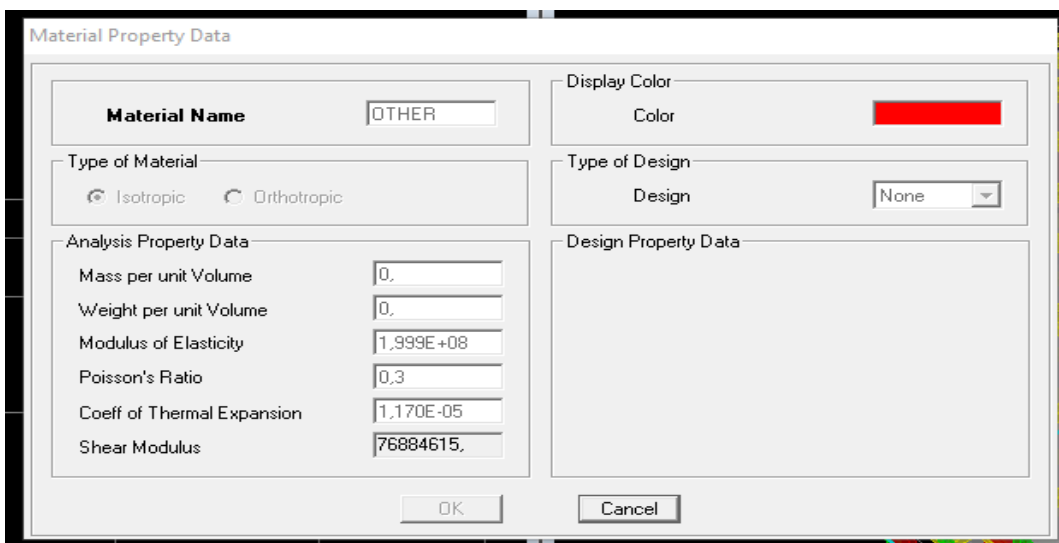 Material Property Data
Material Name OTHER
Display Color
Color
Type of Material
Isotropic Orthotropic
Type of Design
Design None
Analysis Property Data
Mass per unit Volume 0,
Weight per unit Volume 0,
Modulus of Elasticity 1,999E+08
Poisson's Ratio 0,3
Coeff of Thermal Expansion 1,170E-05
Shear Modulus 76884615,
Design Property Data
OK Cancel